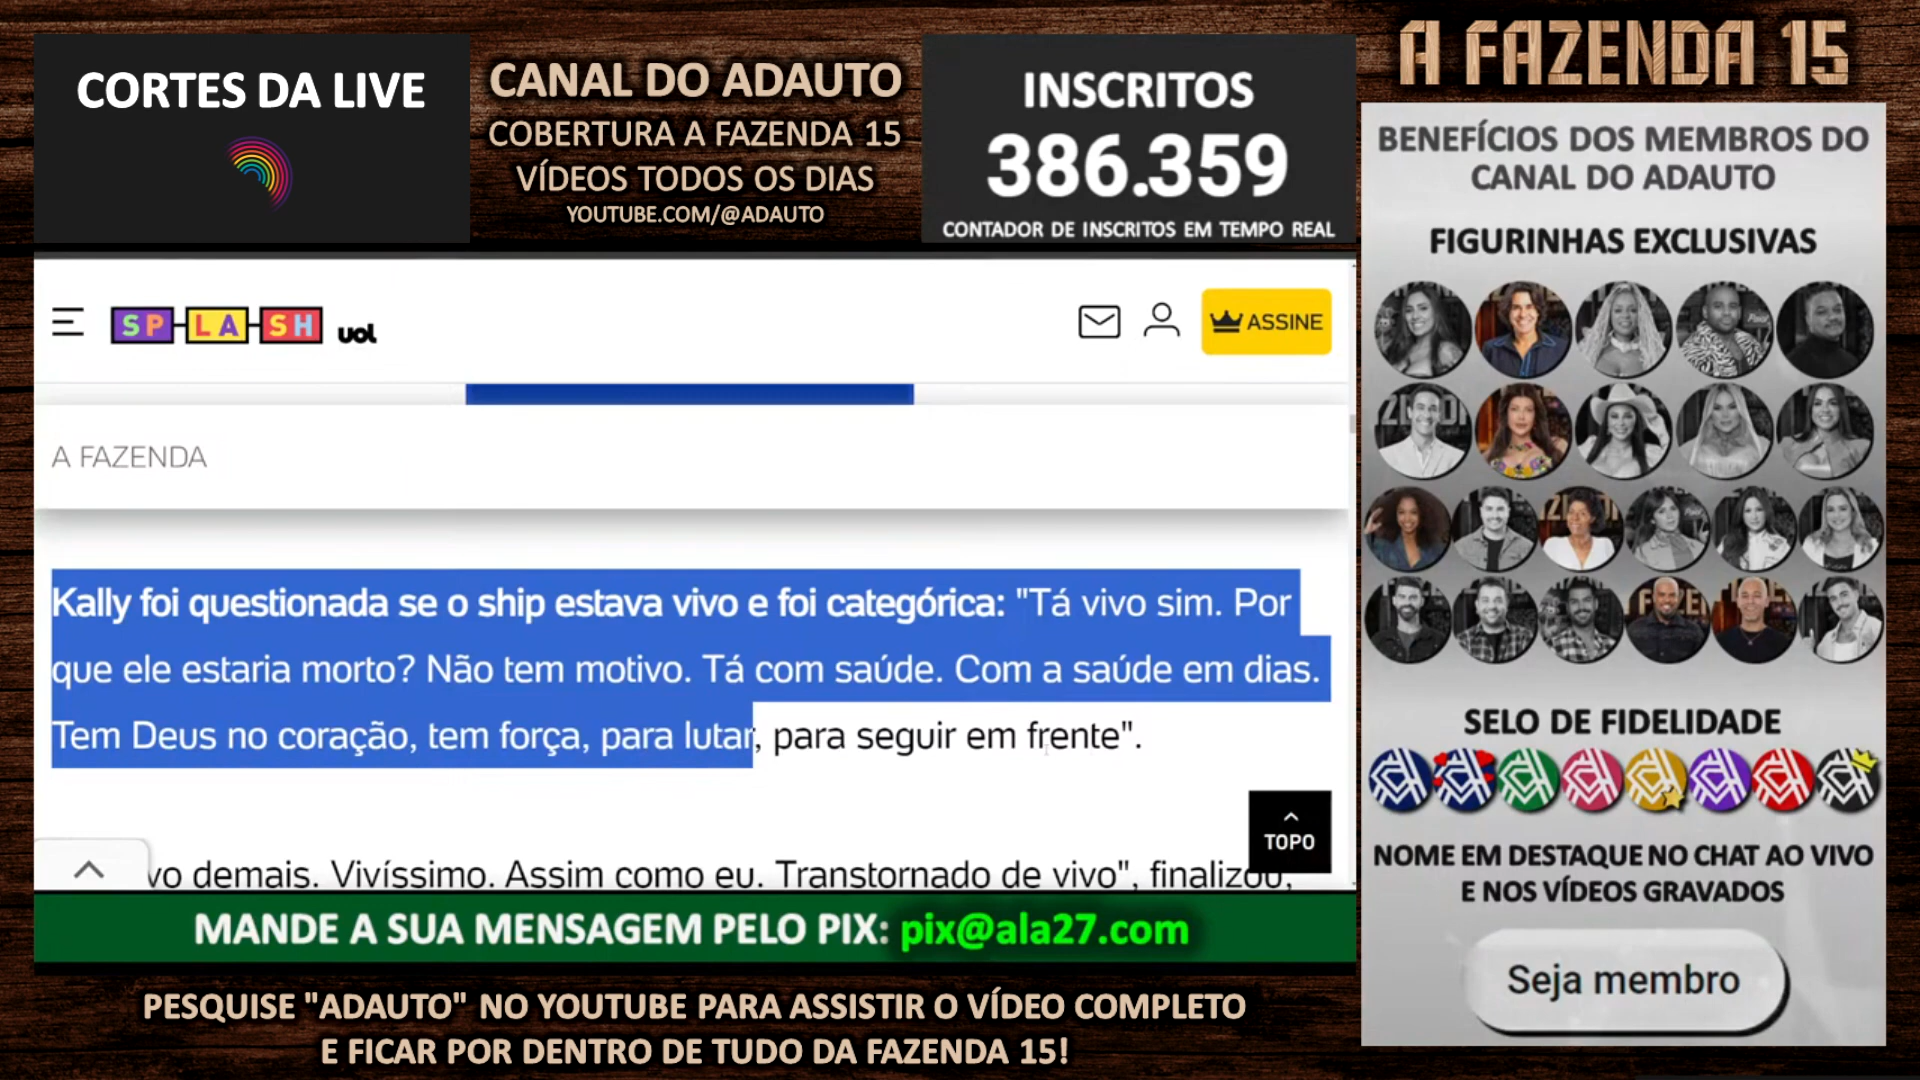 CORTES DA LIVE
CANAL DO ADAUTO
COBERTURA A FAZENDA 15
VÍDEOS TODOS OS DIAS
YOUTUBE.COM/@ADAUTO
INSCRITOS
386.359
CONTADOR DE INSCRITOS EM TEMPO REAL
A FAZENDA 15
BENEFÍCIOS DOS MEMBROS DO
CANAL DO ADAUTO
FIGURINHAS EXCLUSIVAS
SELO DE FIDELIDADE
NOME EM DESTAQUE NO CHAT AO VIVO
E NOS VÍDEOS GRAVADOS
Seja membro
SPLASH uol
ASSINE
A FAZENDA
Kally foi questionada se o ship estava vivo e foi categórica: "Tá vivo sim. Por
que ele estaria morto? Não tem motivo. Tá com saúde. Com a saúde em dias.
Tem Deus no coração, tem força, para lutar, para seguir em frente".
TOPO
vo demais. Vivíssimo. Assim como eu. Transtornado de vivo", finalizou,
MANDE A SUA MENSAGEM PELO PIX: pix@ala27.com
PESQUISE "ADAUTO" NO YOUTUBE PARA ASSISTIR O VÍDEO COMPLETO
E FICAR POR DENTRO DE TUDO DA FAZENDA 15!